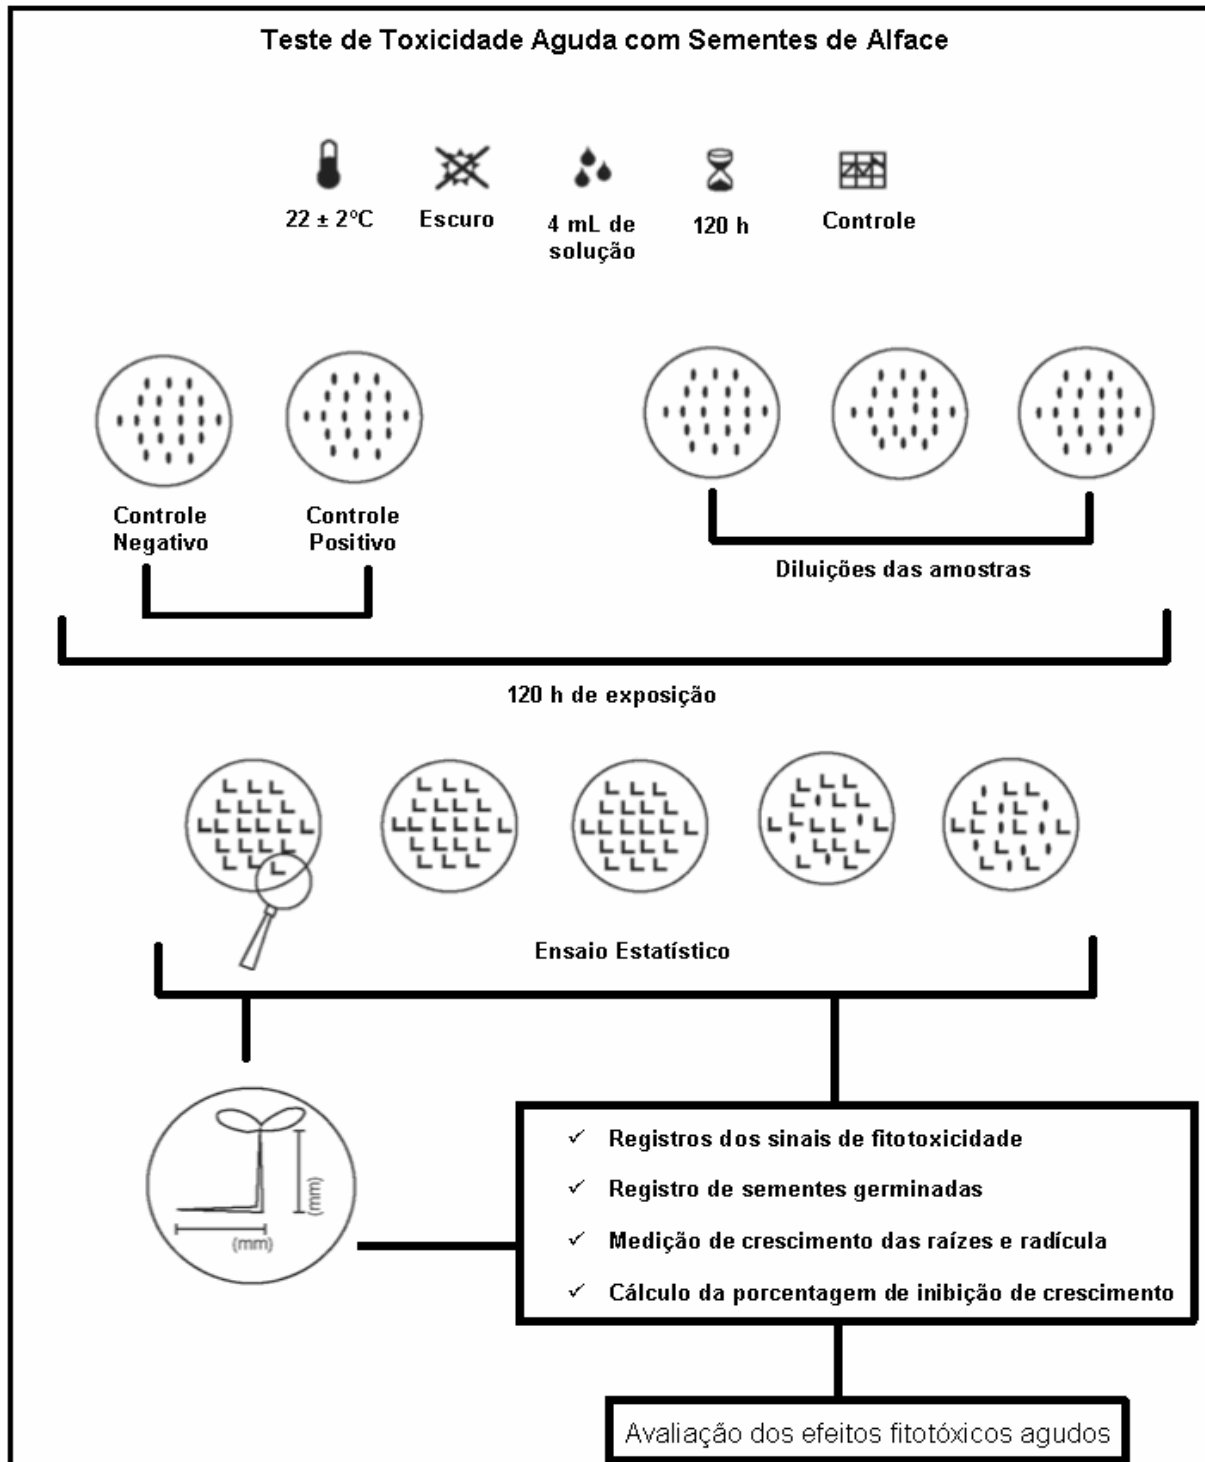 Teste de Toxicidade Aguda com Sementes de Alface
22 ± 2ºC
Escuro
4 mL de
solução
120 h
Controle
Controle
Negativo
Controle
Positivo
Diluições das amostras
120 h de exposição
Ensaio Estatístico
(mm)
(mm)
✓ Registros dos sinais de fitotoxicidade
✓ Registro de sementes germinadas
✓ Medição de crescimento das raízes e radícula
✓ Cálculo da porcentagem de inibição de crescimento
Avaliação dos efeitos fitotóxicos agudos